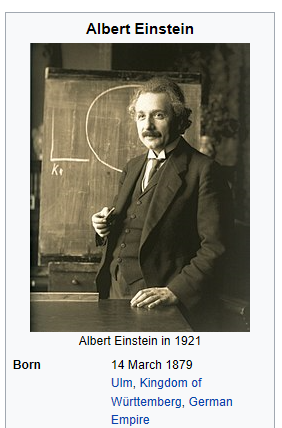 Albert Einstein
Albert Einstein in 1921
Born 14 March 1879
Ulm, Kingdom of
Württemberg, German
Empire